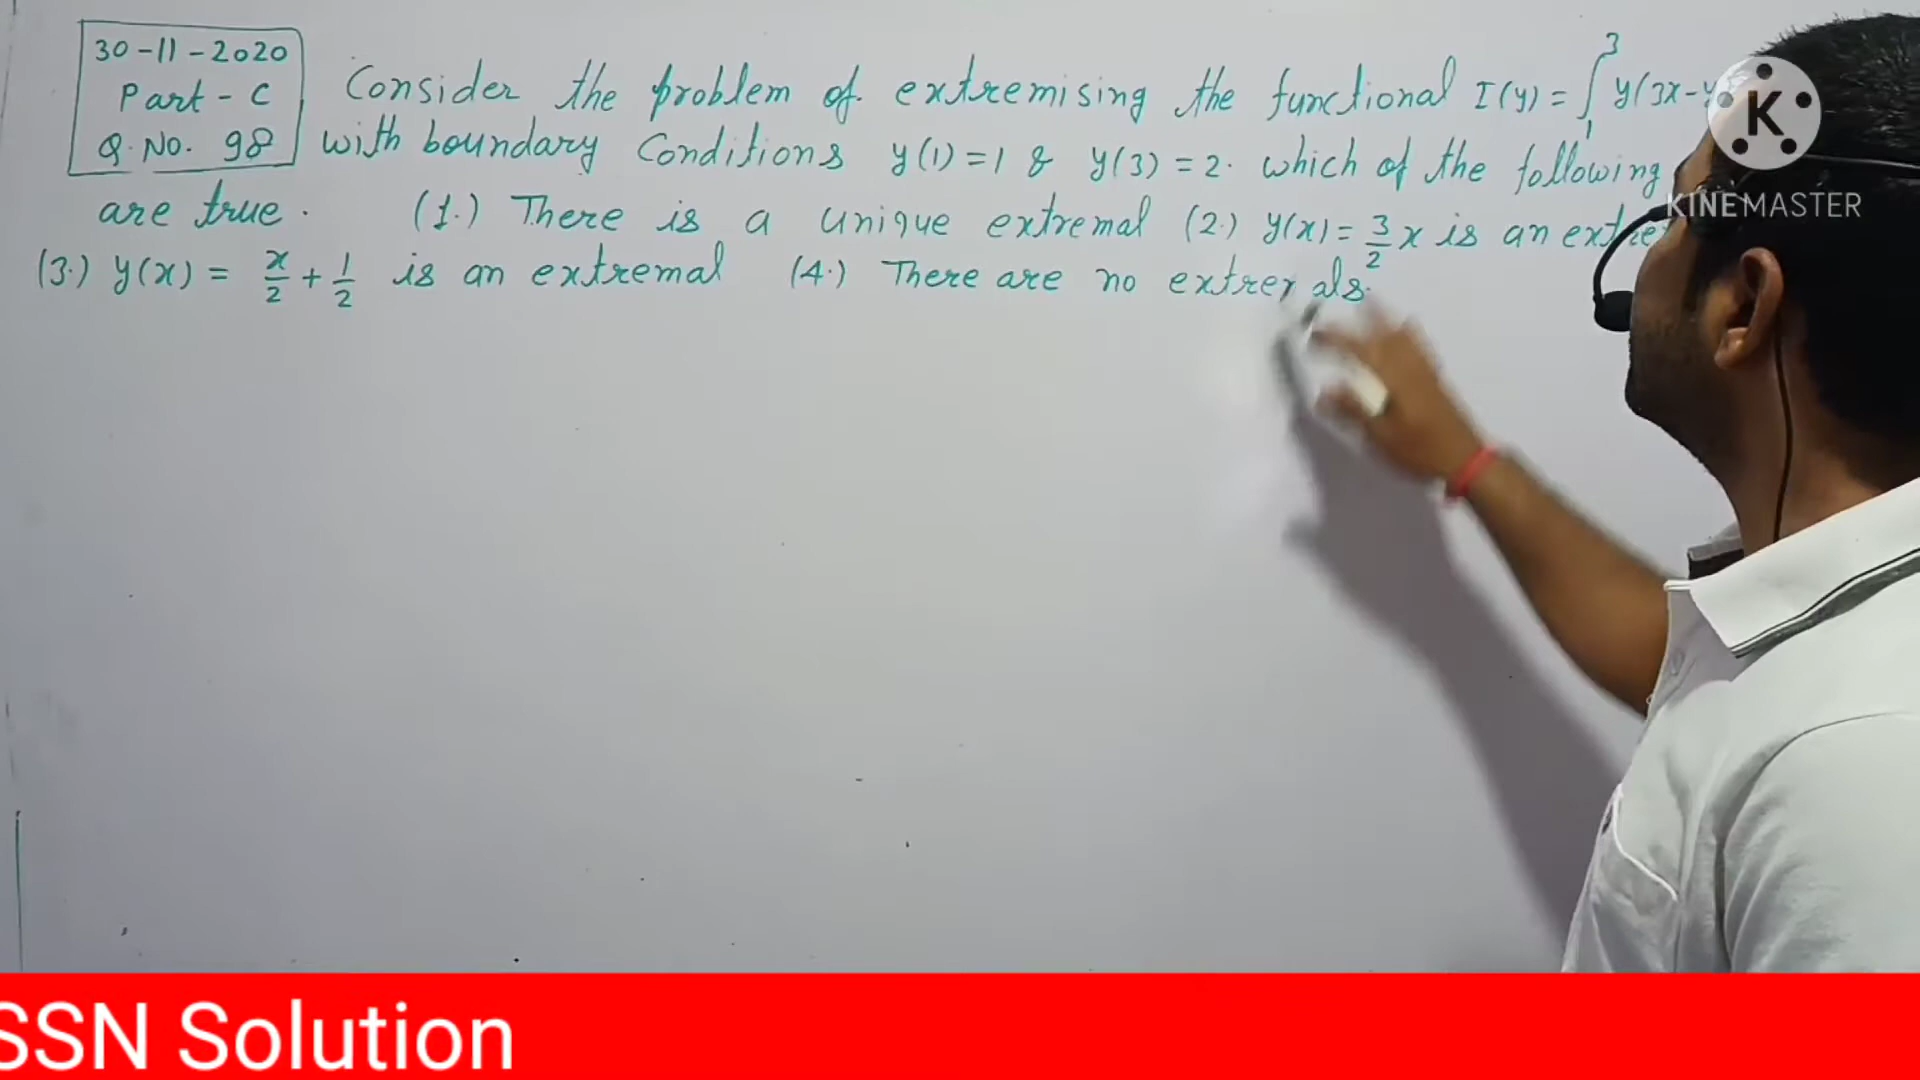 30-11-2020
Part-C
Q.No. 98
Consider the problem of extremising the functional I(y) = ∫₁³ y(3x-y
with boundary Conditions y(1)=1 & y(3)=2. which of the following
are true. (1.) There is a unique extremal (2.) y(x)= 3/2 x is an extre
(3.) y(x) = x/2 + 1/2 is an extremal (4.) There are no extremals.
K
KINEMASTER
SSN Solution